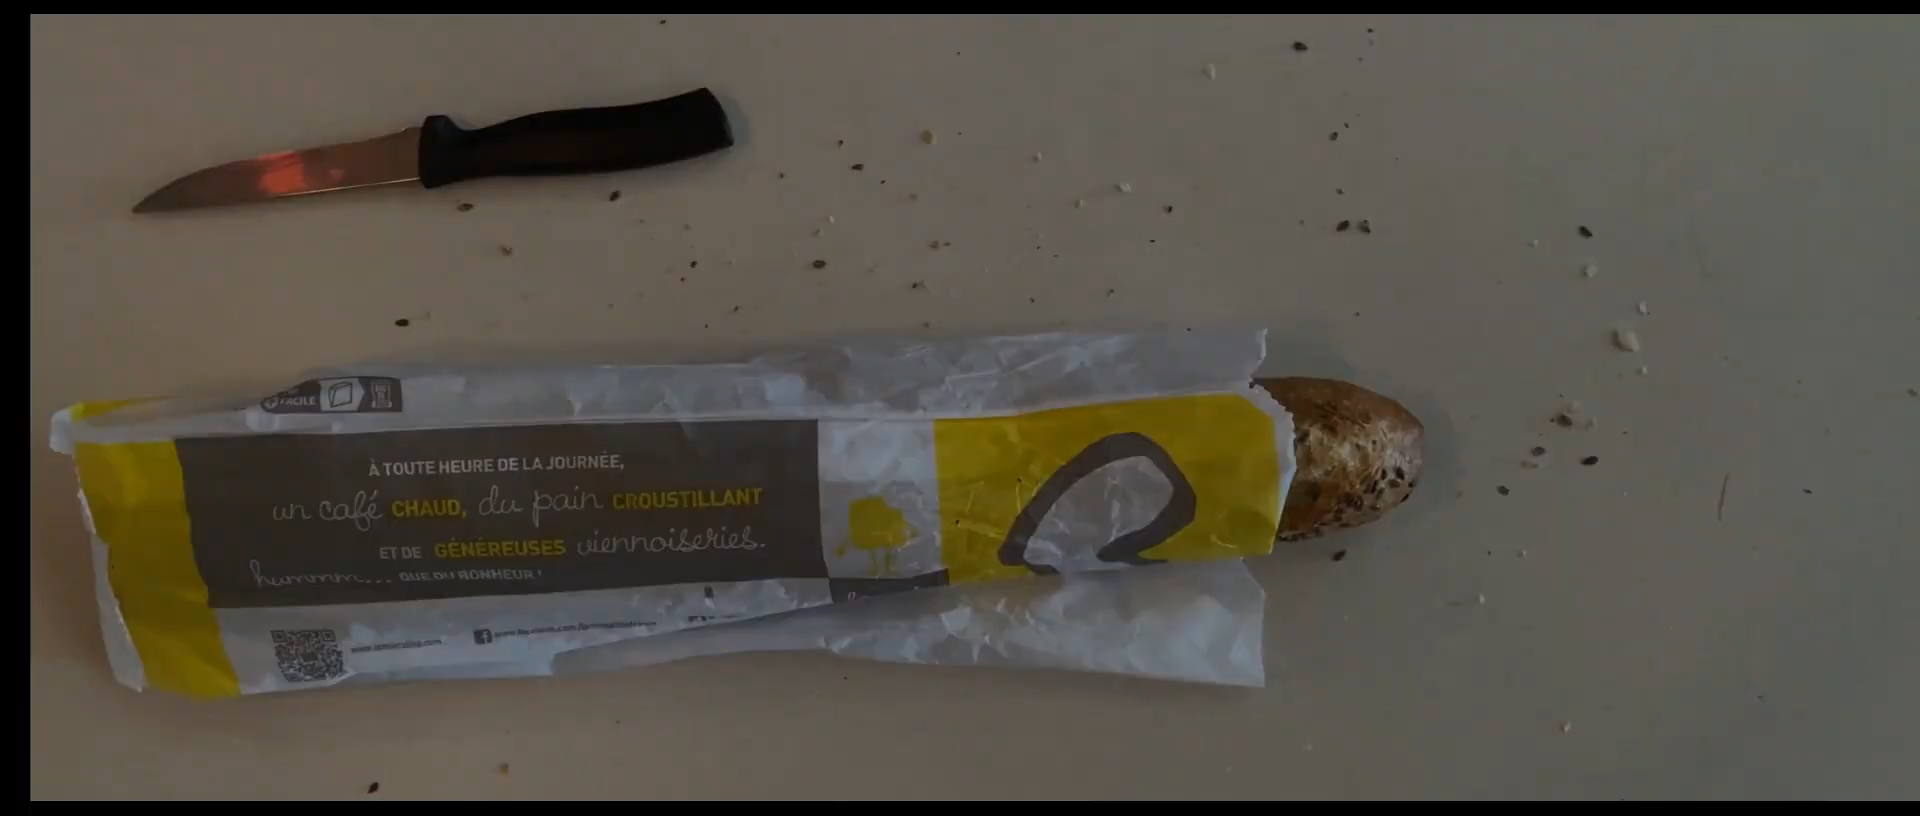 FACILE
À TOUTE HEURE DE LA JOURNÉE,
un café CHAUD, du pain CROUSTILLANT
ET DE GÉNÉREUSES viennoiseries.
hummm... QUE DU BONHEUR !